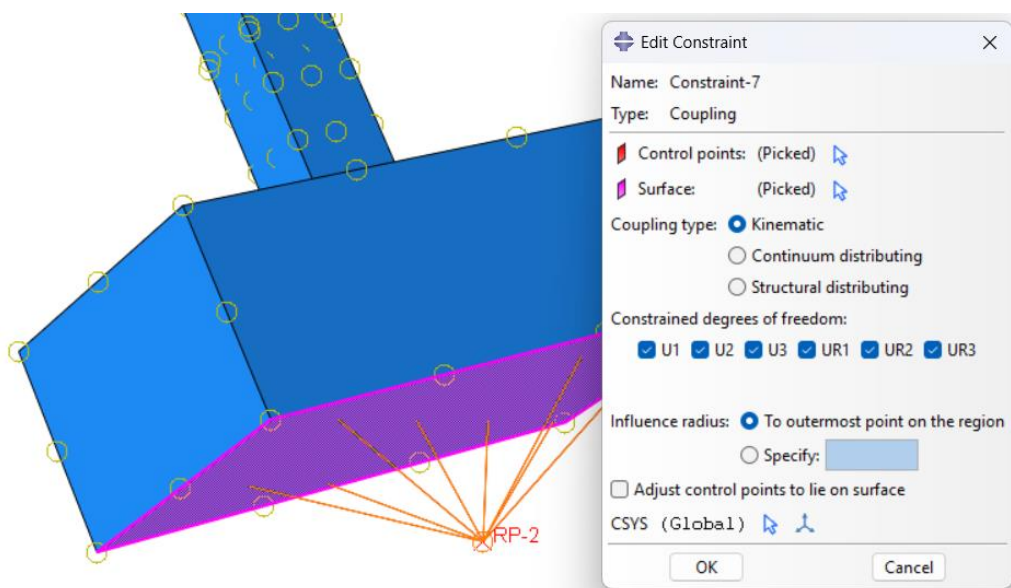 Edit Constraint
Name: Constraint-7
Type: Coupling
Control points: (Picked)
Surface: (Picked)
Coupling type: Kinematic
Continuum distributing
Structural distributing
Constrained degrees of freedom:
U1 U2 U3 UR1 UR2 UR3
Influence radius: To outermost point on the region
Specify:
Adjust control points to lie on surface
CSYS (Global)
OK Cancel
RP-2